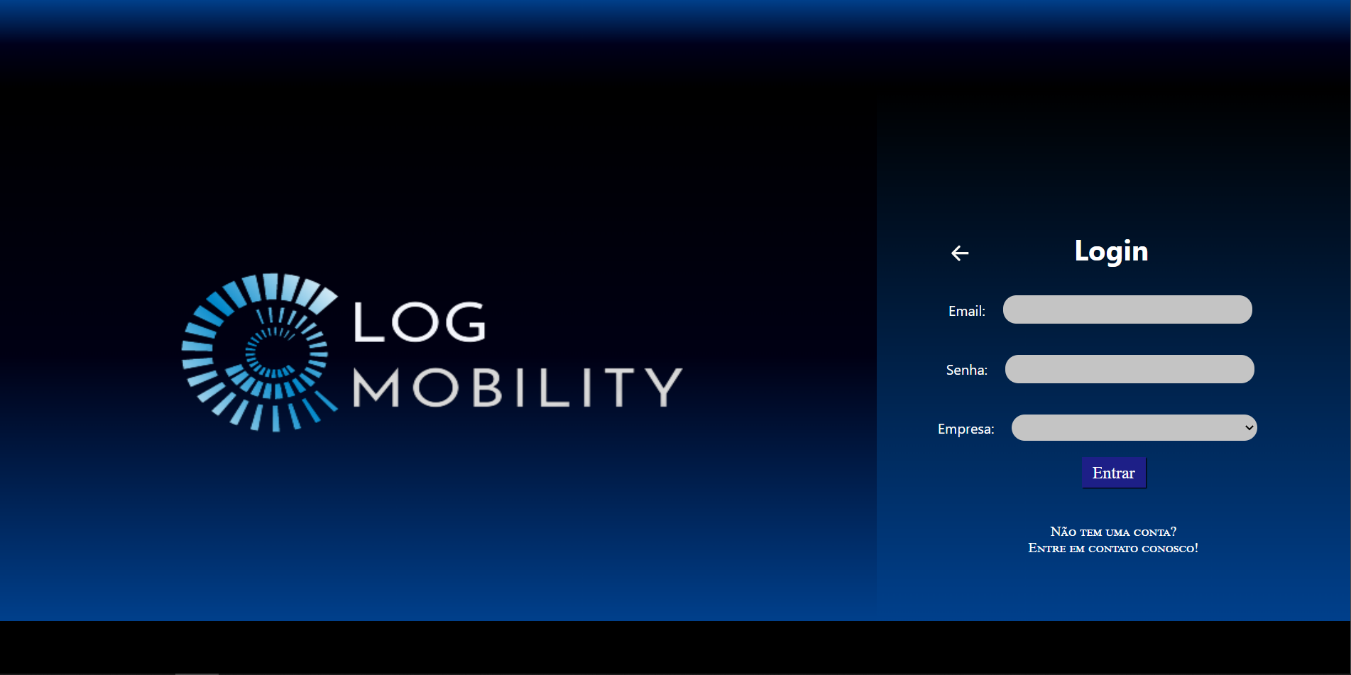 LOG
MOBILITY
Login
Email:
Senha:
Empresa:
Entrar
Não tem uma conta?
Entre em contato conosco!